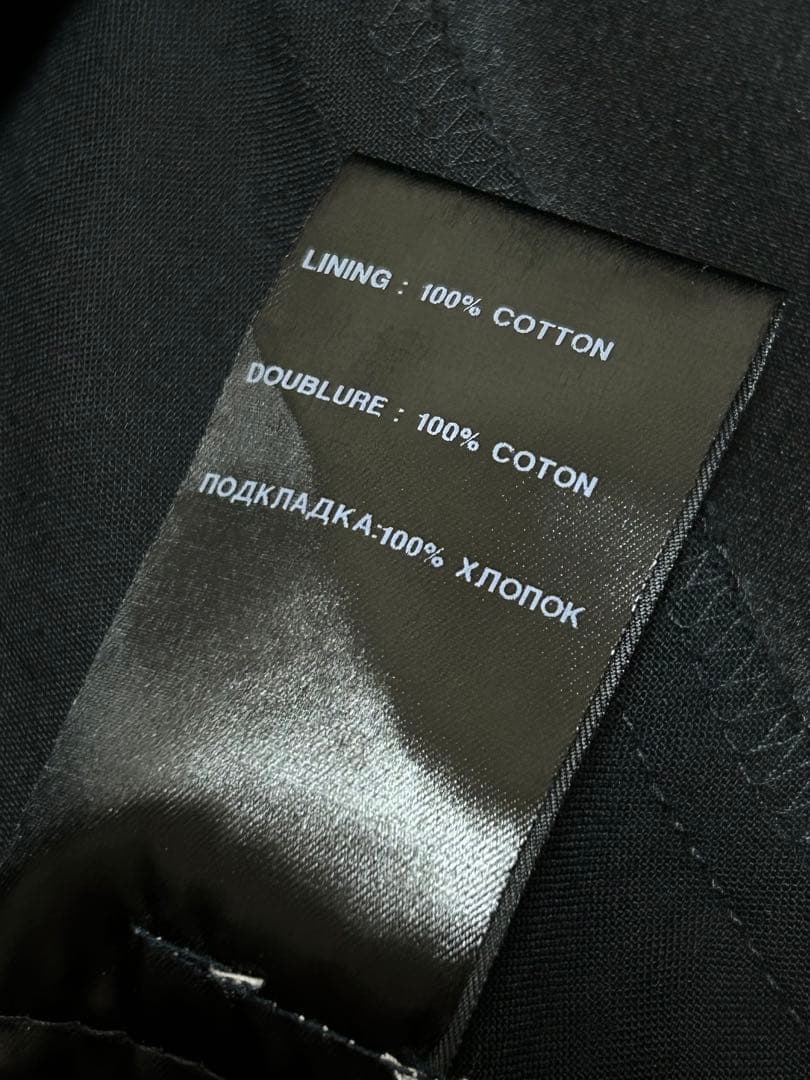 LINING : 100% COTTON
DOUBLURE : 100% COTON
ПОДКЛАДКА:100% ХЛОПОК